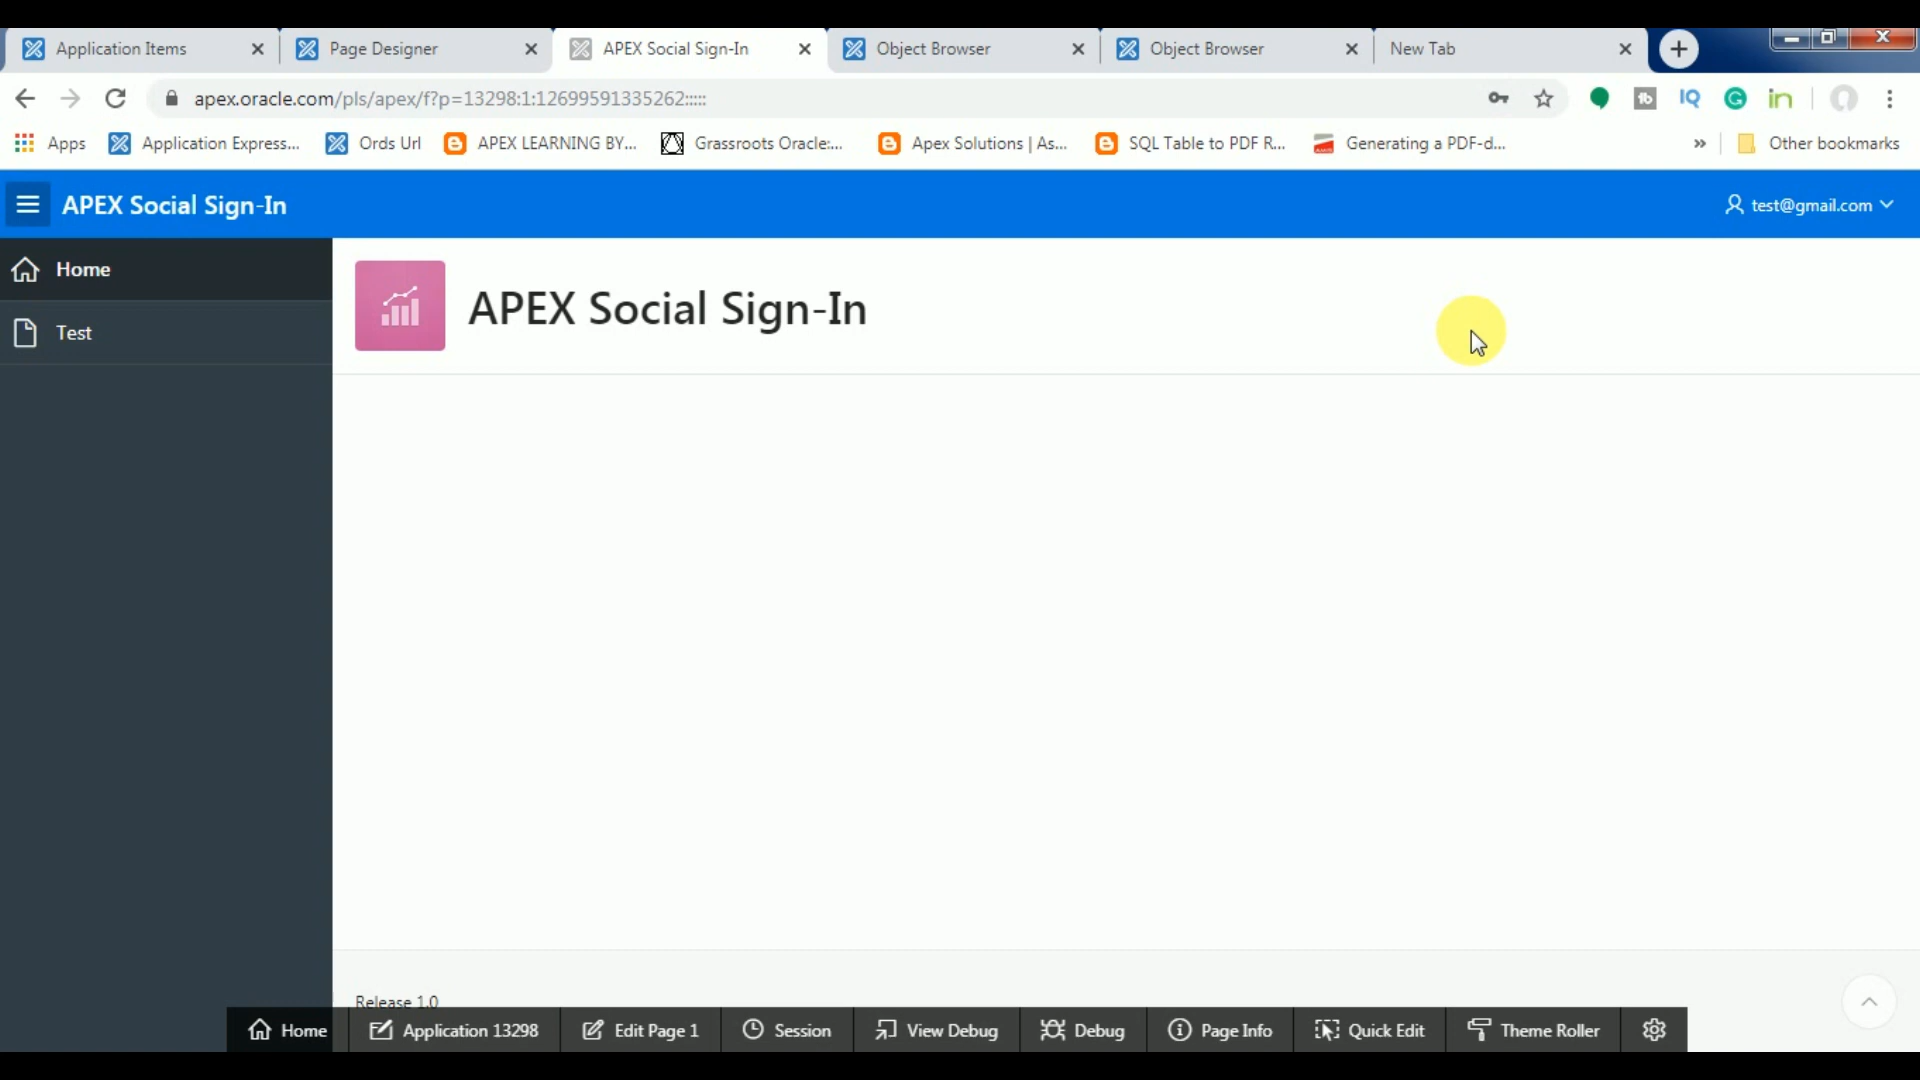 Application Items
Page Designer
APEX Social Sign-In
Object Browser
Object Browser
New Tab
apex.oracle.com/pls/apex/f?p=13298:1:12699591335262:::::
Apps
Application Express...
Ords Url
APEX LEARNING BY...
Grassroots Oracle:...
Apex Solutions | As...
SQL Table to PDF R...
Generating a PDF-d...
»
Other bookmarks
APEX Social Sign-In
test@gmail.com
Home
Test
APEX Social Sign-In
Release 1.0
Home
Application 13298
Edit Page 1
Session
View Debug
Debug
Page Info
Quick Edit
Theme Roller